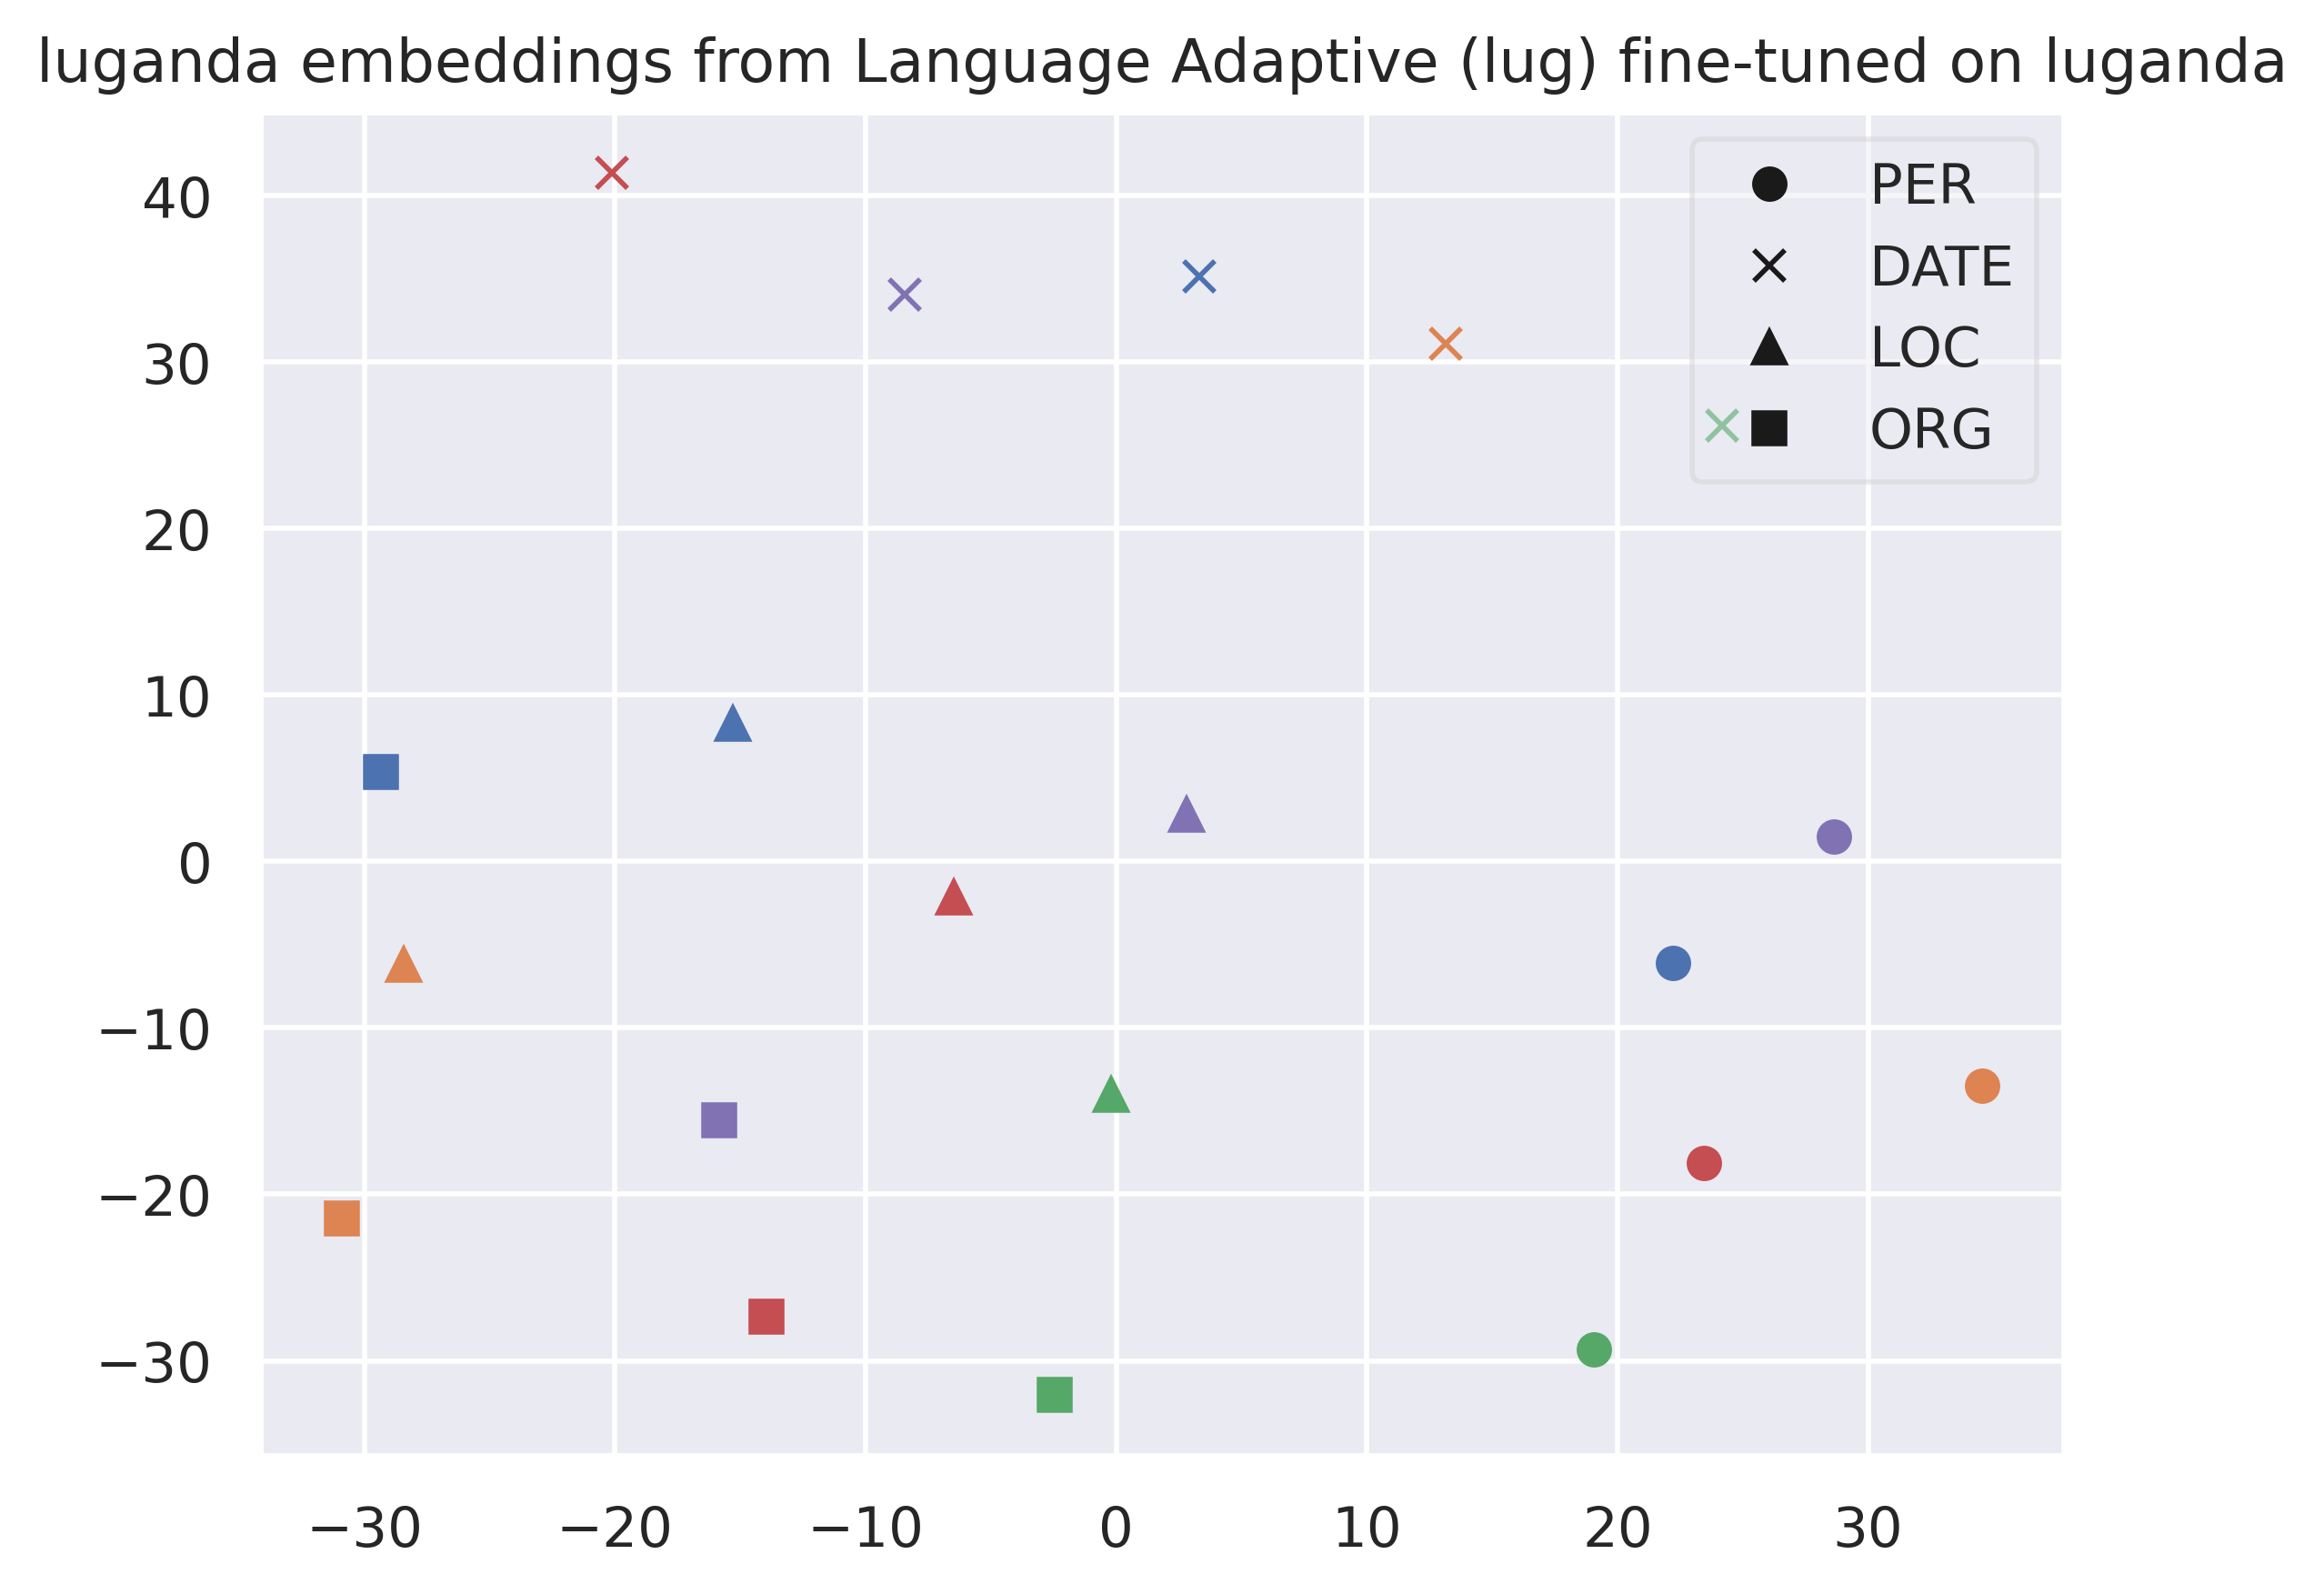 luganda embeddings from Language Adaptive (lug) fine-tuned on luganda
PER
DATE
LOC
ORG
40
30
20
10
0
−10
−20
−30
−30 −20 −10 0 10 20 30